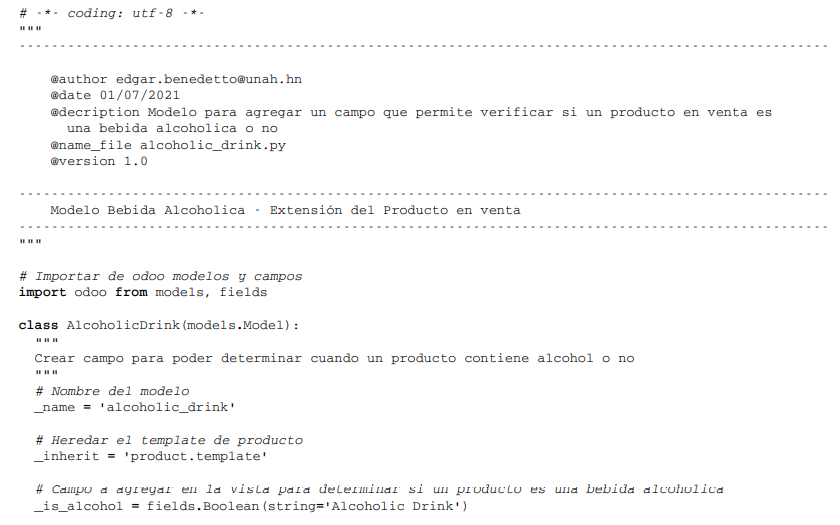 # -*- coding: utf-8 -*-
"""
--------------------------------------------------------------------------------
@author edgar.benedetto@unah.hn
@date 01/07/2021
@decription Modelo para agregar un campo que permite verificar si un producto en venta es
una bebida alcoholica o no
@name_file alcoholic_drink.py
@version 1.0
--------------------------------------------------------------------------------
Modelo Bebida Alcoholica - Extensión del Producto en venta
--------------------------------------------------------------------------------
"""
# Importar de odoo modelos y campos
import odoo from models, fields
class AlcoholicDrink(models.Model):
"""
Crear campo para poder determinar cuando un producto contiene alcohol o no
"""
# Nombre del modelo
_name = 'alcoholic_drink'
# Heredar el template de producto
_inherit = 'product.template'
# Campo a agregar en la vista para determinar si un producto es una bebida alcoholica
_is_alcohol = fields.Boolean(string='Alcoholic Drink')